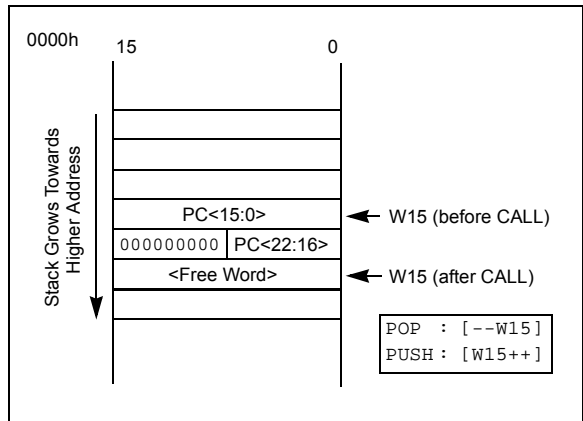 0000h
15 0
Stack Grows Towards
Higher Address
PC<15:0>
W15 (before CALL)
000000000 PC<22:16>
<Free Word>
W15 (after CALL)
POP : [--W15]
PUSH : [W15++]